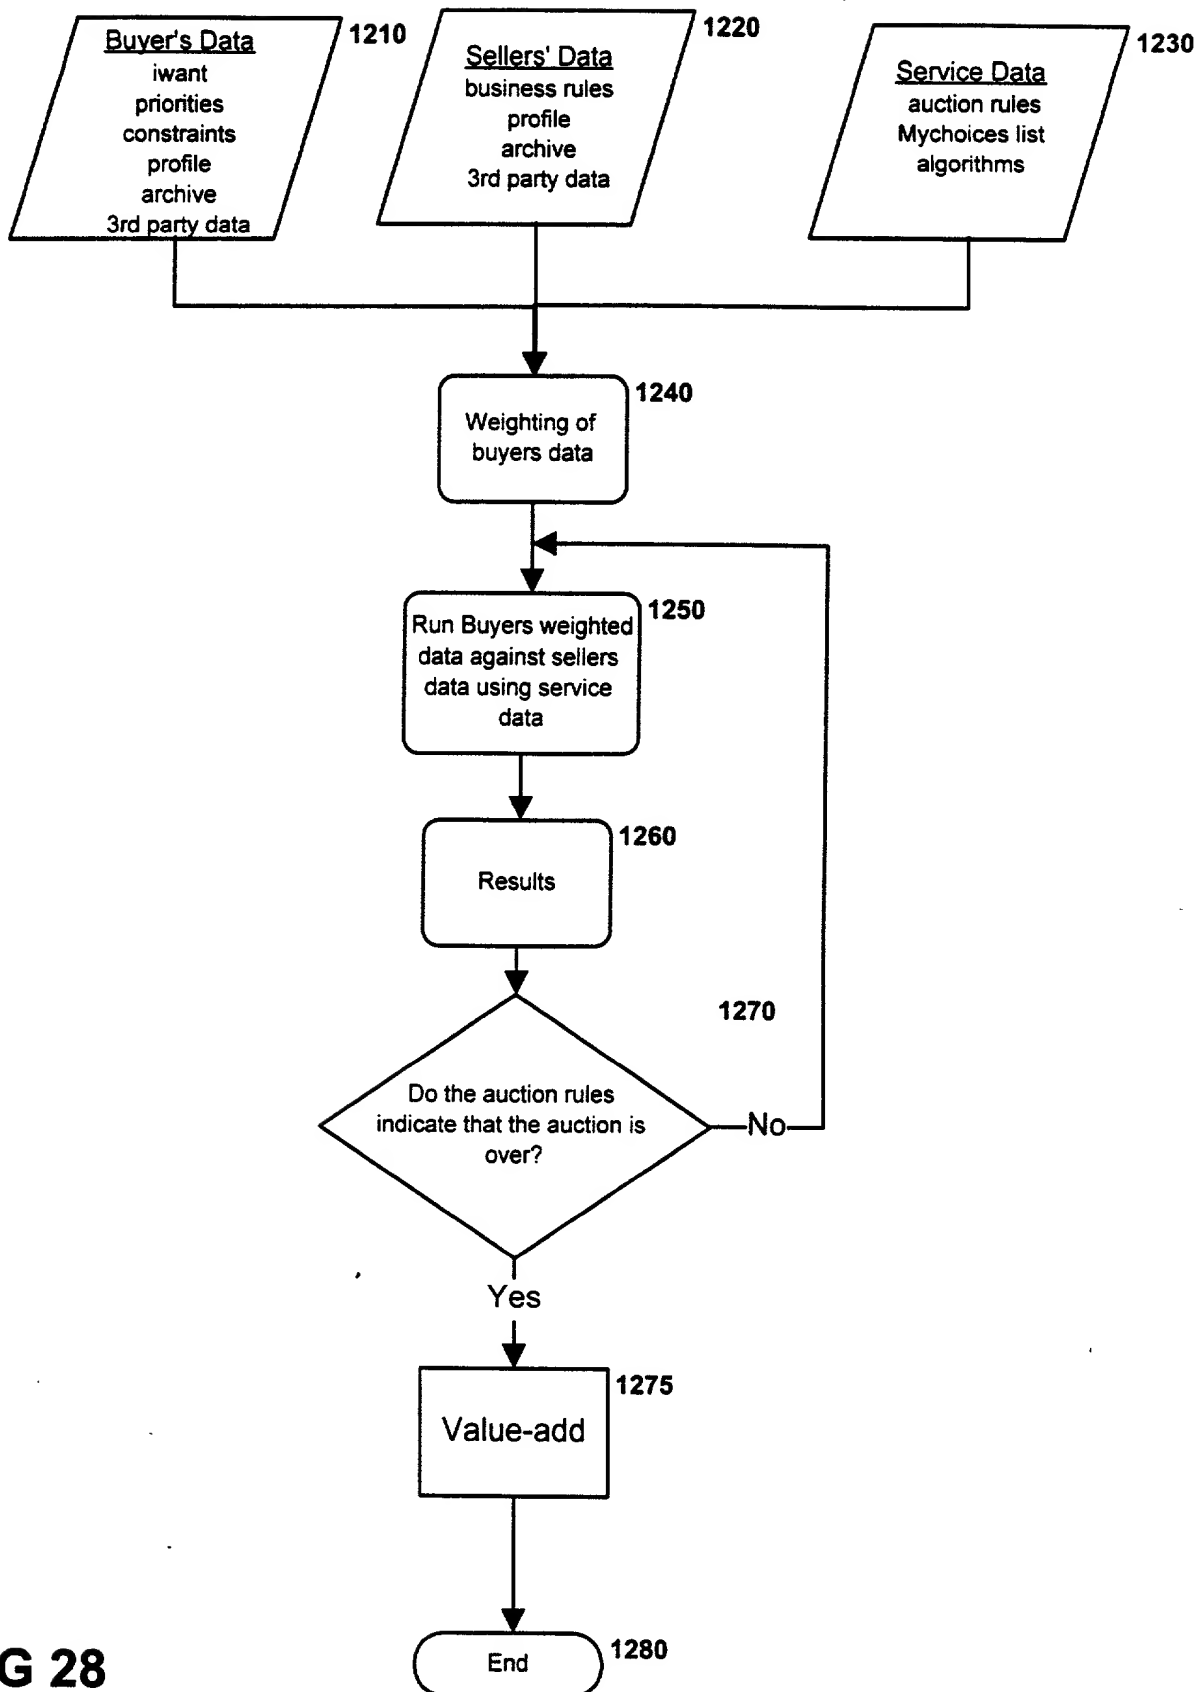 Buyer's Data
iwant
priorities
constraints
profile
archive
3rd party data
1210
Sellers' Data
business rules
profile
archive
3rd party data
1220
Service Data
auction rules
Mychoices list
algorithms
1230
Weighting of
buyers data
1240
Run Buyers weighted
data against sellers
data using service
data
1250
Results
1260
Do the auction rules
indicate that the auction is
over?
1270
No
Yes
Value-add
1275
End
1280
G 28